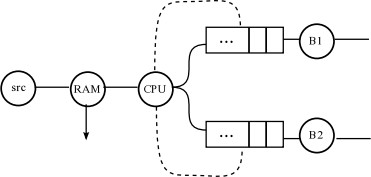 ... B1
src RAM CPU
... B2